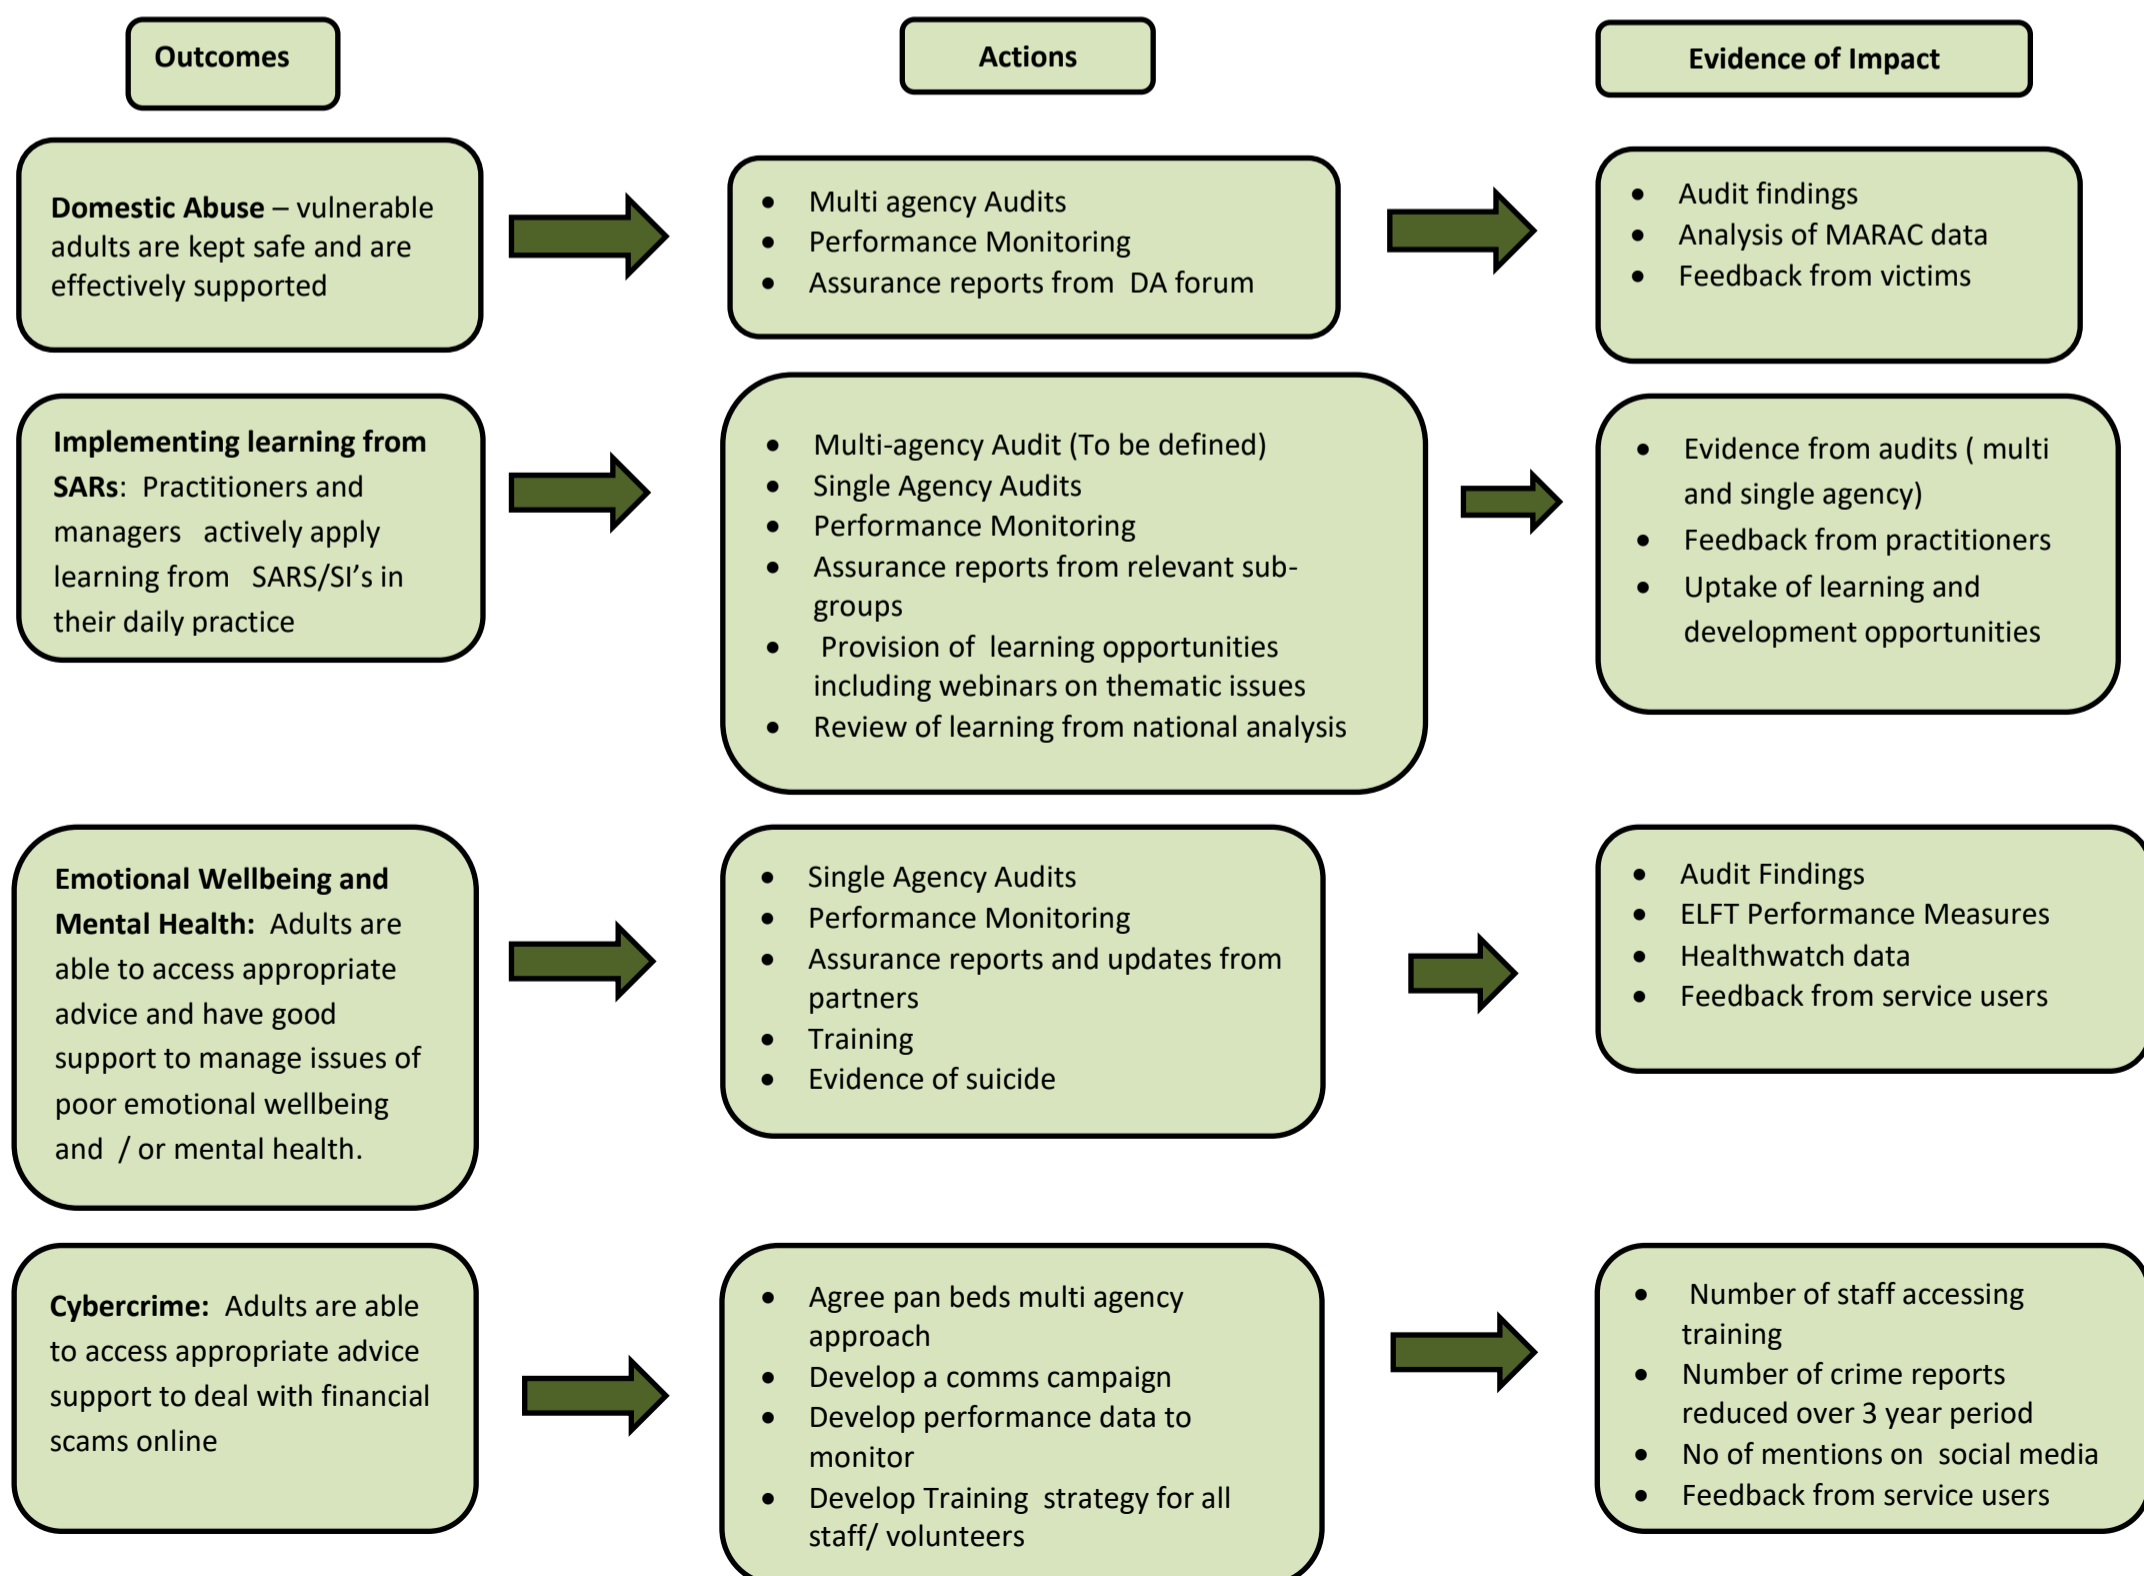 Outcomes
Actions
Evidence of Impact
Domestic Abuse – vulnerable
adults are kept safe and are
effectively supported
• Multi agency Audits
• Performance Monitoring
• Assurance reports from DA forum
• Audit findings
• Analysis of MARAC data
• Feedback from victims
Implementing learning from
SARs: Practitioners and
managers actively apply
learning from SARS/SI’s in
their daily practice
• Multi-agency Audit (To be defined)
• Single Agency Audits
• Performance Monitoring
• Assurance reports from relevant sub-
groups
• Provision of learning opportunities
including webinars on thematic issues
• Review of learning from national analysis
• Evidence from audits ( multi
and single agency)
• Feedback from practitioners
• Uptake of learning and
development opportunities
Emotional Wellbeing and
Mental Health: Adults are
able to access appropriate
advice and have good
support to manage issues of
poor emotional wellbeing
and / or mental health.
• Single Agency Audits
• Performance Monitoring
• Assurance reports and updates from
partners
• Training
• Evidence of suicide
• Audit Findings
• ELFT Performance Measures
• Healthwatch data
• Feedback from service users
Cybercrime: Adults are able
to access appropriate advice
support to deal with financial
scams online
• Agree pan beds multi agency
approach
• Develop a comms campaign
• Develop performance data to
monitor
• Develop Training strategy for all
staff/ volunteers
• Number of staff accessing
training
• Number of crime reports
reduced over 3 year period
• No of mentions on social media
• Feedback from service users